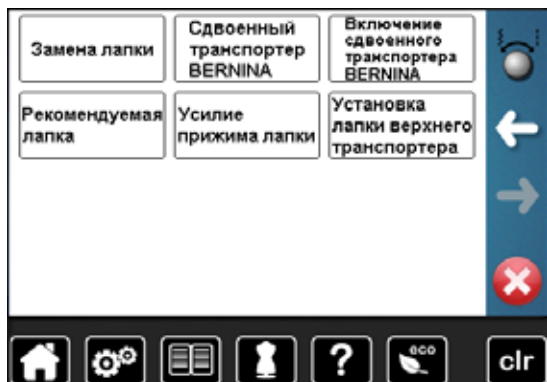 Замена лапки
Сдвоенный
транспортер
BERNINA
Включение
сдвоенного
транспортера
BERNINA
Рекомендуемая
лапка
Усилие
прижима лапки
Установка
лапки верхнего
транспортера
?
eco
clr